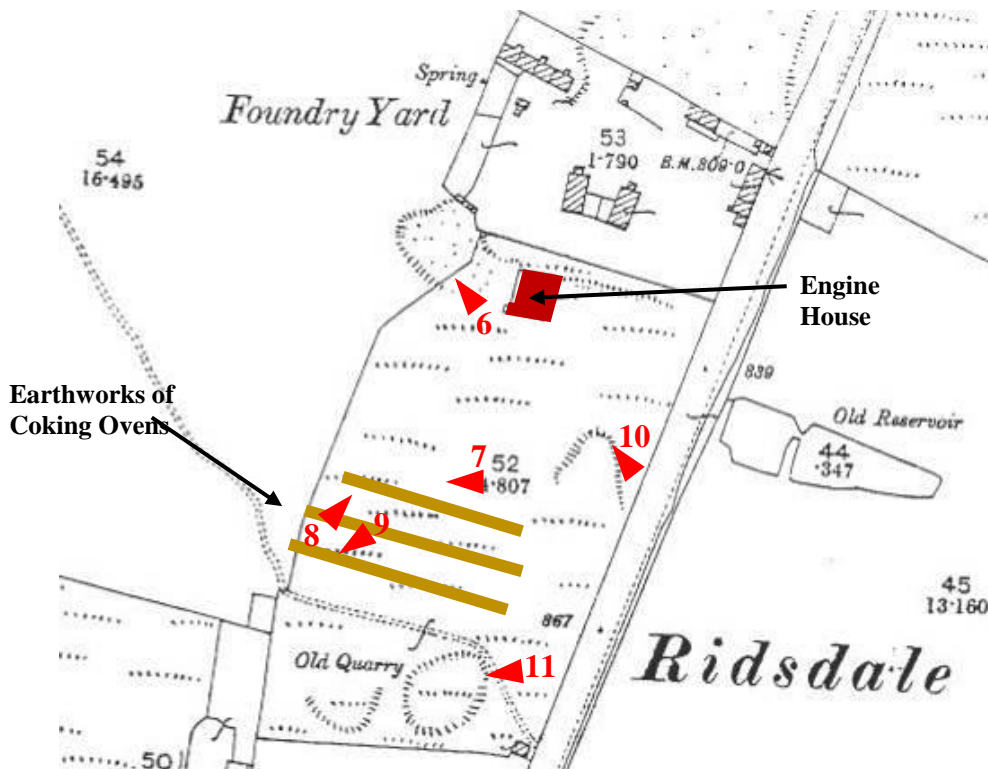 Spring
Foundry Yard
54
16·495
53
1·790
B.M. 809·0
Engine
House
6
839
Earthworks of
Coking Ovens
Old Reservoir
10
44
·347
7
52
4·807
8
9
45
13·160
867
Ridsdale
Old Quarry
11
50